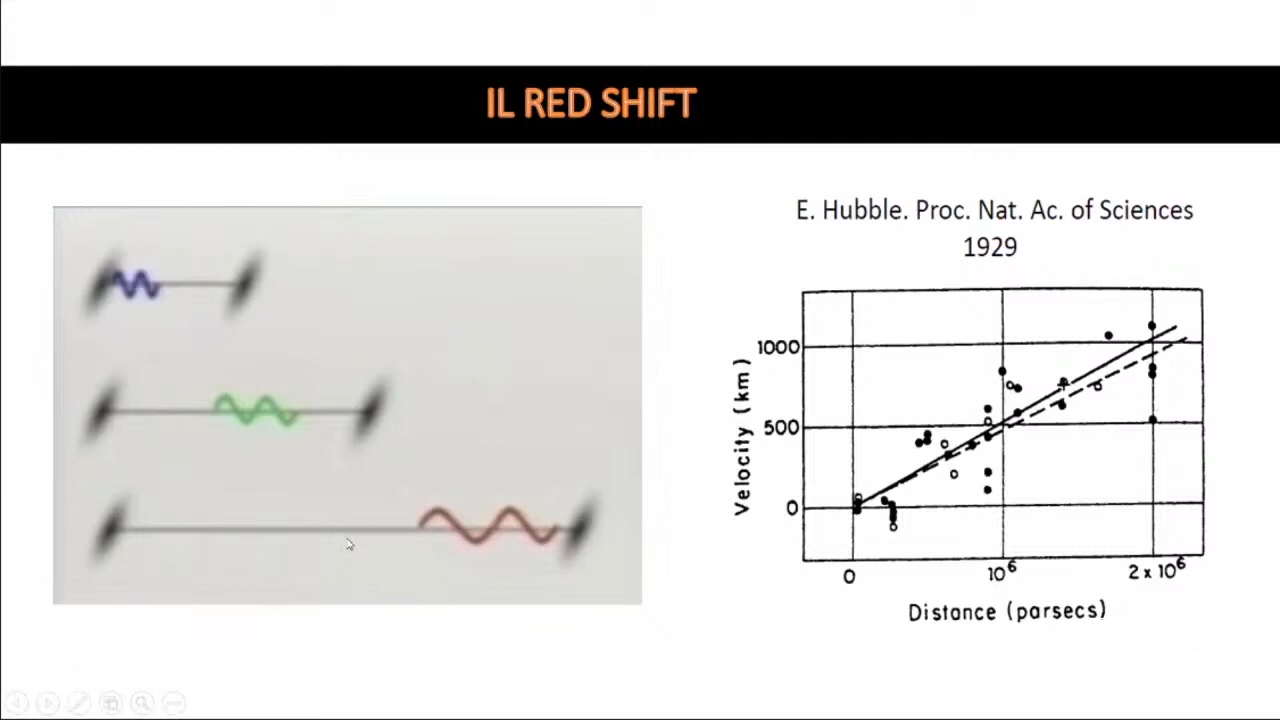 IL RED SHIFT
E. Hubble. Proc. Nat. Ac. of Sciences
1929
1000
500
0
Velocity (km)
0
10⁶
2 x 10⁶
Distance (parsecs)